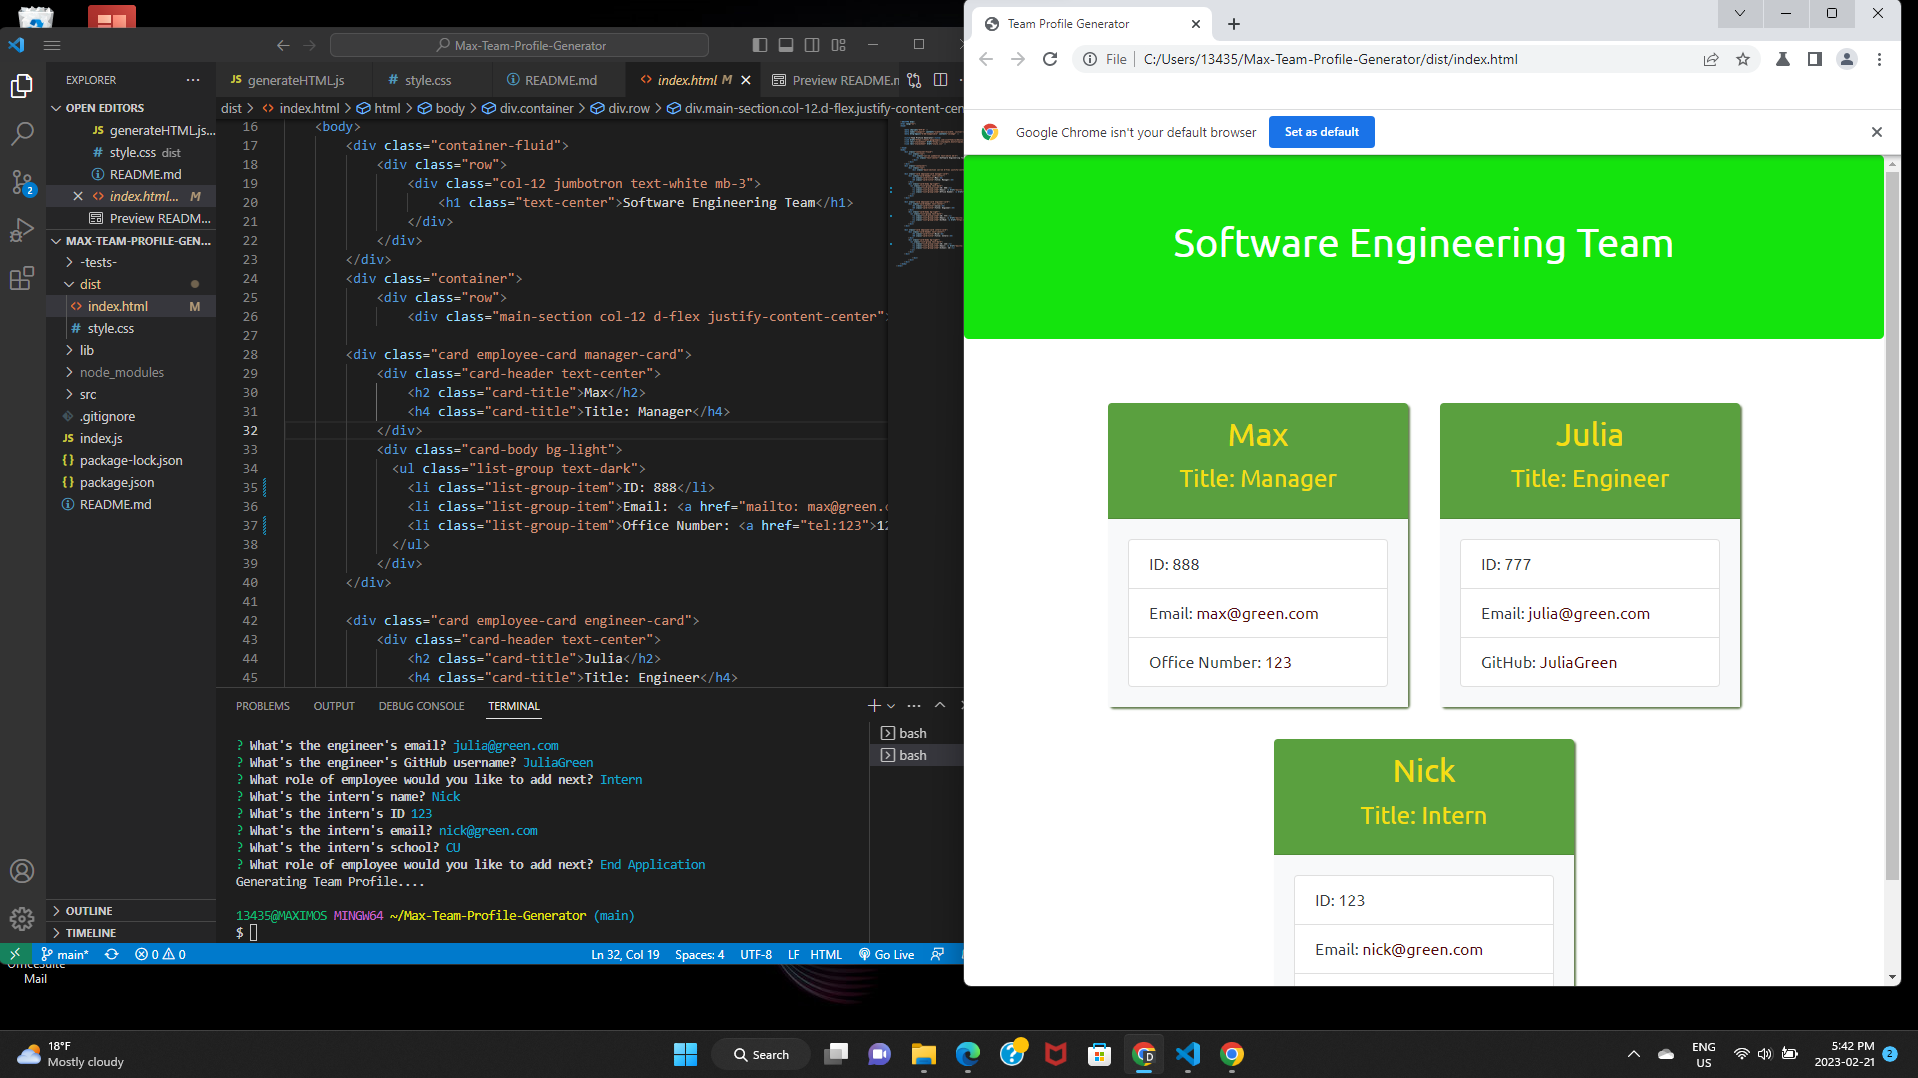 Max-Team-Profile-Generator
EXPLORER
OPEN EDITORS
JS generateHTML.js...
# style.css dist
README.md
index.html... M
Preview READM...
MAX-TEAM-PROFILE-GEN...
-tests-
dist
index.html M
# style.css
lib
node_modules
src
.gitignore
JS index.js
{} package-lock.json
{} package.json
README.md
OUTLINE
TIMELINE
2
JS generateHTML.js
# style.css
README.md
index.html M
Preview README.m
dist > index.html > html > body > div.container > div.row > div.main-section.col-12.d-flex.justify-content-cen
16 <body>
17 <div class="container-fluid">
18 <div class="row">
19 <div class="col-12 jumbotron text-white mb-3">
20 <h1 class="text-center">Software Engineering Team</h1>
21 </div>
22 </div>
23 </div>
24 <div class="container">
25 <div class="row">
26 <div class="main-section col-12 d-flex justify-content-center"
27
28 <div class="card employee-card manager-card">
29 <div class="card-header text-center">
30 <h2 class="card-title">Max</h2>
31 <h4 class="card-title">Title: Manager</h4>
32 </div>
33 <div class="card-body bg-light">
34 <ul class="list-group text-dark">
35 <li class="list-group-item">ID: 888</li>
36 <li class="list-group-item">Email: <a href="mailto: max@green.c
37 <li class="list-group-item">Office Number: <a href="tel:123">12
38 </ul>
39 </div>
40 </div>
41
42 <div class="card employee-card engineer-card">
43 <div class="card-header text-center">
44 <h2 class="card-title">Julia</h2>
45 <h4 class="card-title">Title: Engineer</h4>
PROBLEMS OUTPUT DEBUG CONSOLE TERMINAL
bash
bash
? What's the engineer's email? julia@green.com
? What's the engineer's GitHub username? JuliaGreen
? What role of employee would you like to add next? Intern
? What's the intern's name? Nick
? What's the intern's ID 123
? What's the intern's email? nick@green.com
? What's the intern's school? CU
? What role of employee would you like to add next? End Application
Generating Team Profile....
13435@MAXIMOS MINGW64 ~/Max-Team-Profile-Generator (main)
$
main* 0 0 Ln 32, Col 19 Spaces: 4 UTF-8 LF HTML Go Live
Mail
Team Profile Generator
File | C:/Users/13435/Max-Team-Profile-Generator/dist/index.html
Google Chrome isn't your default browser Set as default
Software Engineering Team
Max
Title: Manager
ID: 888
Email: max@green.com
Office Number: 123
Julia
Title: Engineer
ID: 777
Email: julia@green.com
GitHub: JuliaGreen
Nick
Title: Intern
ID: 123
Email: nick@green.com
18°F
Mostly cloudy
Search
ENG
US
5:42 PM
2023-02-21
2